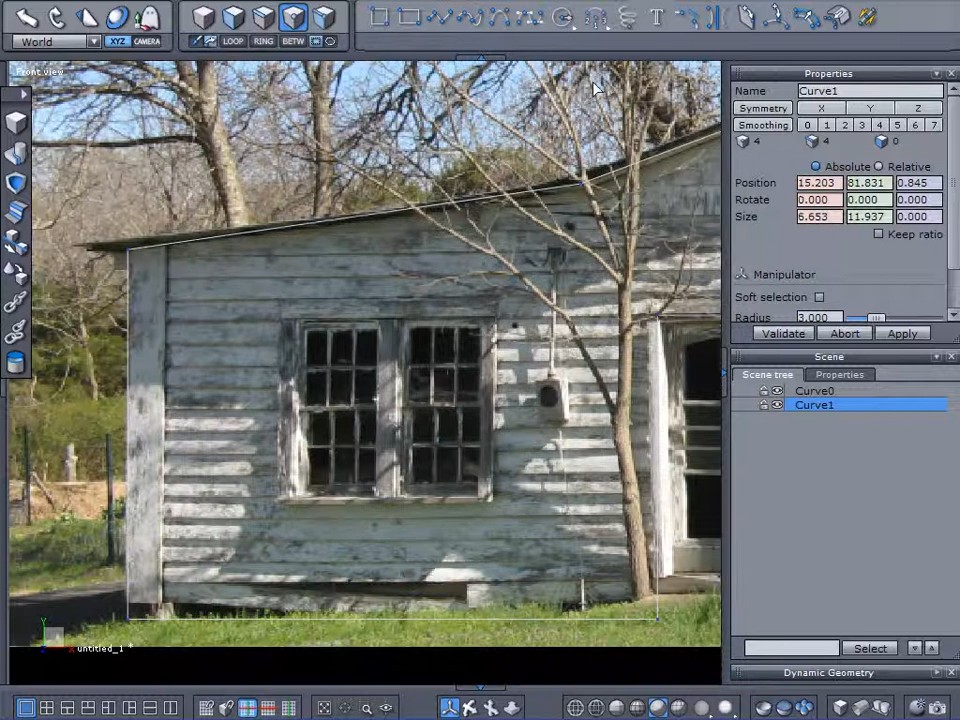 World
XYZ
CAMERA
LOOP
RING
BETW
T
Front view
Properties
Name
Curve1
Symmetry
X
Y
Z
Smoothing
0
1
2
3
4
5
6
7
4
4
0
Absolute
Relative
Position
15.203
81.831
0.845
Rotate
0.000
0.000
0.000
Size
6.653
11.937
0.000
Keep ratio
Manipulator
Soft selection
Radius
3.000
Validate
Abort
Apply
Scene
Scene tree
Properties
Curve0
Curve1
Y
X
Z
untitled_1 *
Select
Dynamic Geometry